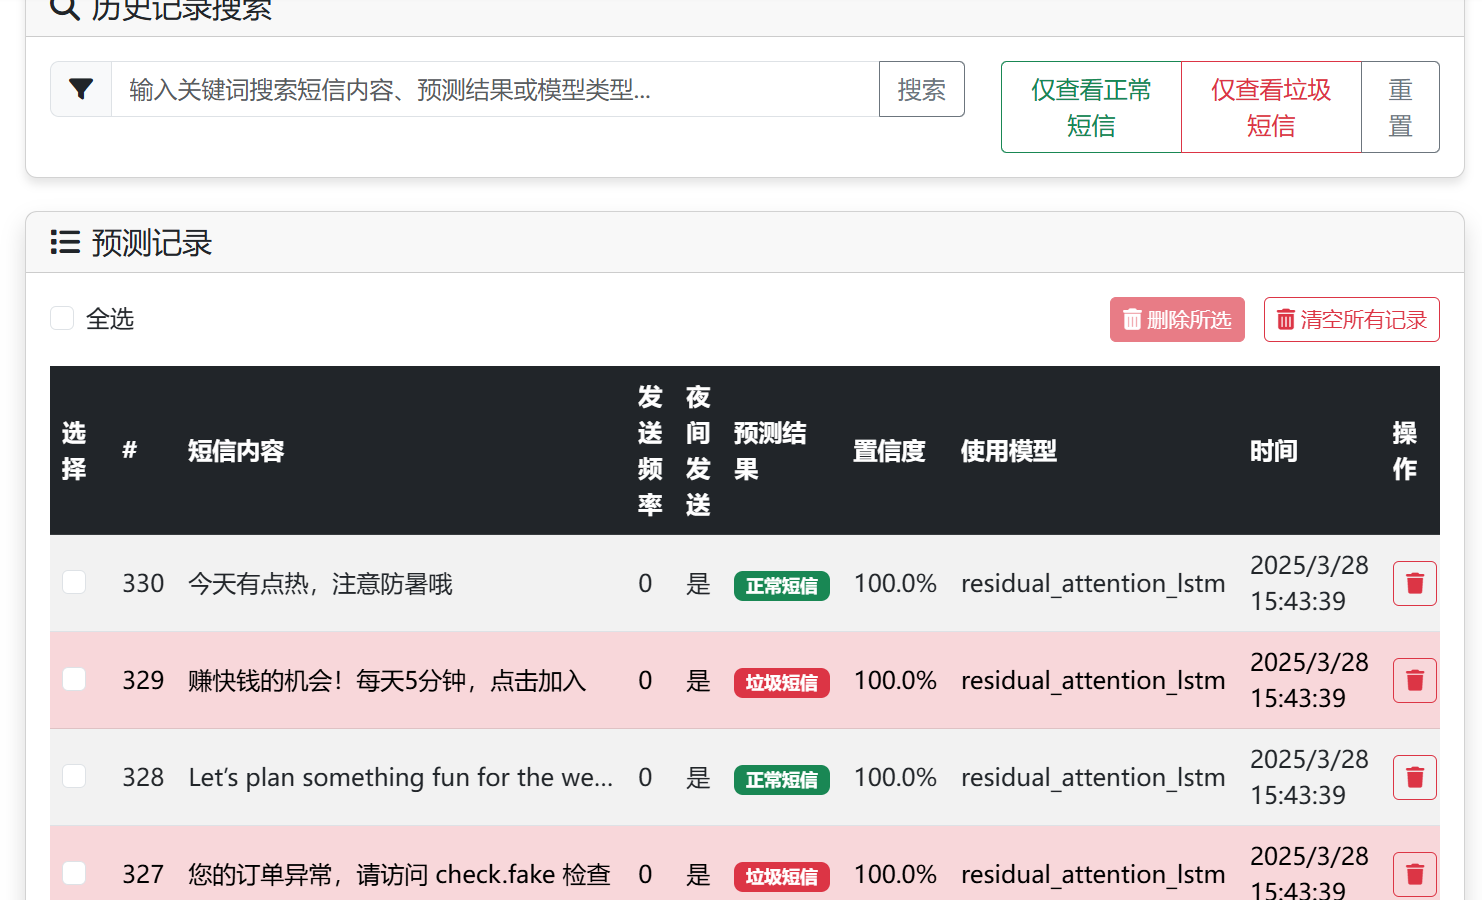 历史记录搜索
输入关键词搜索短信内容、预测结果或模型类型...
搜索
仅查看正常
短信
仅查看垃圾
短信
重
置
预测记录
全选
删除所选
清空所有记录
选
择
#
短信内容
发
送
频
率
夜
间
发
送
预测结
果
置信度
使用模型
时间
操
作
330 今天有点热，注意防暑哦 0 是 正常短信 100.0% residual_attention_lstm 2025/3/28
15:43:39
329 赚快钱的机会！每天5分钟，点击加入 0 是 垃圾短信 100.0% residual_attention_lstm 2025/3/28
15:43:39
328 Let’s plan something fun for the we... 0 是 正常短信 100.0% residual_attention_lstm 2025/3/28
15:43:39
327 您的订单异常，请访问 check.fake 检查 0 是 垃圾短信 100.0% residual_attention_lstm 2025/3/28
15:43:39